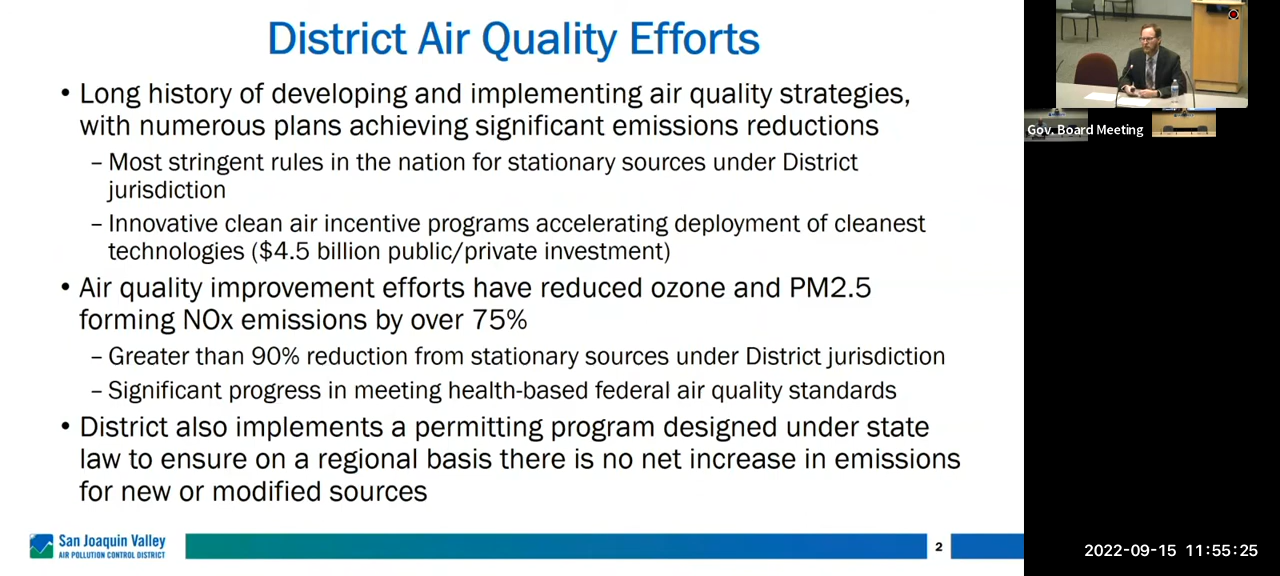 District Air Quality Efforts
• Long history of developing and implementing air quality strategies,
with numerous plans achieving significant emissions reductions
– Most stringent rules in the nation for stationary sources under District
jurisdiction
– Innovative clean air incentive programs accelerating deployment of cleanest
technologies ($4.5 billion public/private investment)
• Air quality improvement efforts have reduced ozone and PM2.5
forming NOx emissions by over 75%
– Greater than 90% reduction from stationary sources under District jurisdiction
– Significant progress in meeting health-based federal air quality standards
• District also implements a permitting program designed under state
law to ensure on a regional basis there is no net increase in emissions
for new or modified sources
San Joaquin Valley
AIR POLLUTION CONTROL DISTRICT
2
Gov. Board Meeting
2022-09-15 11:55:25